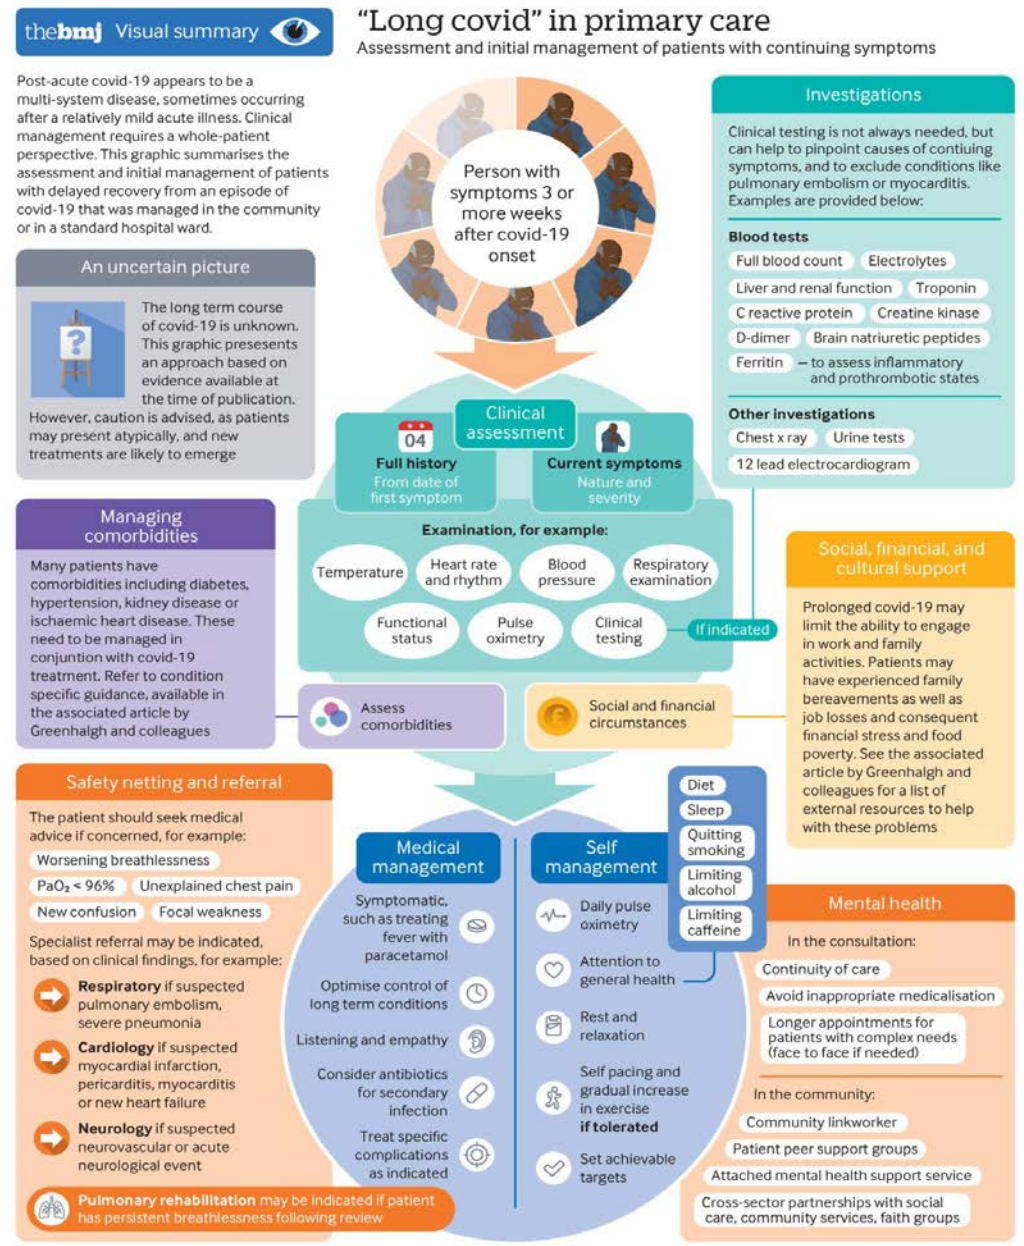 thebmj Visual summary
"Long covid" in primary care
Assessment and initial management of patients with continuing symptoms
Post-acute covid-19 appears to be a
multi-system disease, sometimes occurring
after a relatively mild acute illness. Clinical
management requires a whole-patient
perspective. This graphic summarises the
assessment and initial management of patients
with delayed recovery from an episode of
covid-19 that was managed in the community
or in a standard hospital ward.
An uncertain picture
?
The long term course
of covid-19 is unknown.
This graphic presesents
an approach based on
evidence available at
the time of publication.
However, caution is advised, as patients
may present atypically, and new
treatments are likely to emerge
Person with
symptoms 3 or
more weeks
after covid-19
onset
Investigations
Clinical testing is not always needed, but
can help to pinpoint causes of contiuing
symptoms, and to exclude conditions like
pulmonary embolism or myocarditis.
Examples are provided below:
Blood tests
Full blood count
Electrolytes
Liver and renal function
Troponin
C reactive protein
Creatine kinase
D-dimer
Brain natriuretic peptides
Ferritin – to assess inflammatory
and prothrombotic states
Other investigations
Chest x ray
Urine tests
12 lead electrocardiogram
Clinical
assessment
04
Full history
From date of
first symptom
Current symptoms
Nature and
severity
Examination, for example:
Temperature
Heart rate
and rhythm
Blood
pressure
Respiratory
examination
Functional
status
Pulse
oximetry
Clinical
testing
If indicated
Managing
comorbidities
Many patients have
comorbidities including diabetes,
hypertension, kidney disease or
ischaemic heart disease. These
need to be managed in
conjuntion with covid-19
treatment. Refer to condition
specific guidance, available in
the associated article by
Greenhalgh and colleagues
Assess
comorbidities
£
Social and financial
circumstances
Social, financial, and
cultural support
Prolonged covid-19 may
limit the ability to engage
in work and family
activities. Patients may
have experienced family
bereavements as well as
job losses and consequent
financial stress and food
poverty. See the associated
article by Greenhalgh and
colleagues for a list of
external resources to help
with these problems
Safety netting and referral
The patient should seek medical
advice if concerned, for example:
Worsening breathlessness
PaO₂ < 96%
Unexplained chest pain
New confusion
Focal weakness
Specialist referral may be indicated,
based on clinical findings, for example:
Respiratory if suspected
pulmonary embolism,
severe pneumonia
Cardiology if suspected
myocardial infarction,
pericarditis, myocarditis
or new heart failure
Neurology if suspected
neurovascular or acute
neurological event
Pulmonary rehabilitation may be indicated if patient
has persistent breathlessness following review
Medical
management
Symptomatic,
such as treating
fever with
paracetamol
Optimise control of
long term conditions
Listening and empathy
Consider antibiotics
for secondary
infection
Treat specific
complications
as indicated
Self
management
Daily pulse
oximetry
Attention to
general health
Rest and
relaxation
Self pacing and
gradual increase
in exercise
if tolerated
Set achievable
targets
Diet
Sleep
Quitting
smoking
Limiting
alcohol
Limiting
caffeine
Mental health
In the consultation:
Continuity of care
Avoid inappropriate medicalisation
Longer appointments for
patients with complex needs
(face to face if needed)
In the community:
Community linkworker
Patient peer support groups
Attached mental health support service
Cross-sector partnerships with social
care, community services, faith groups